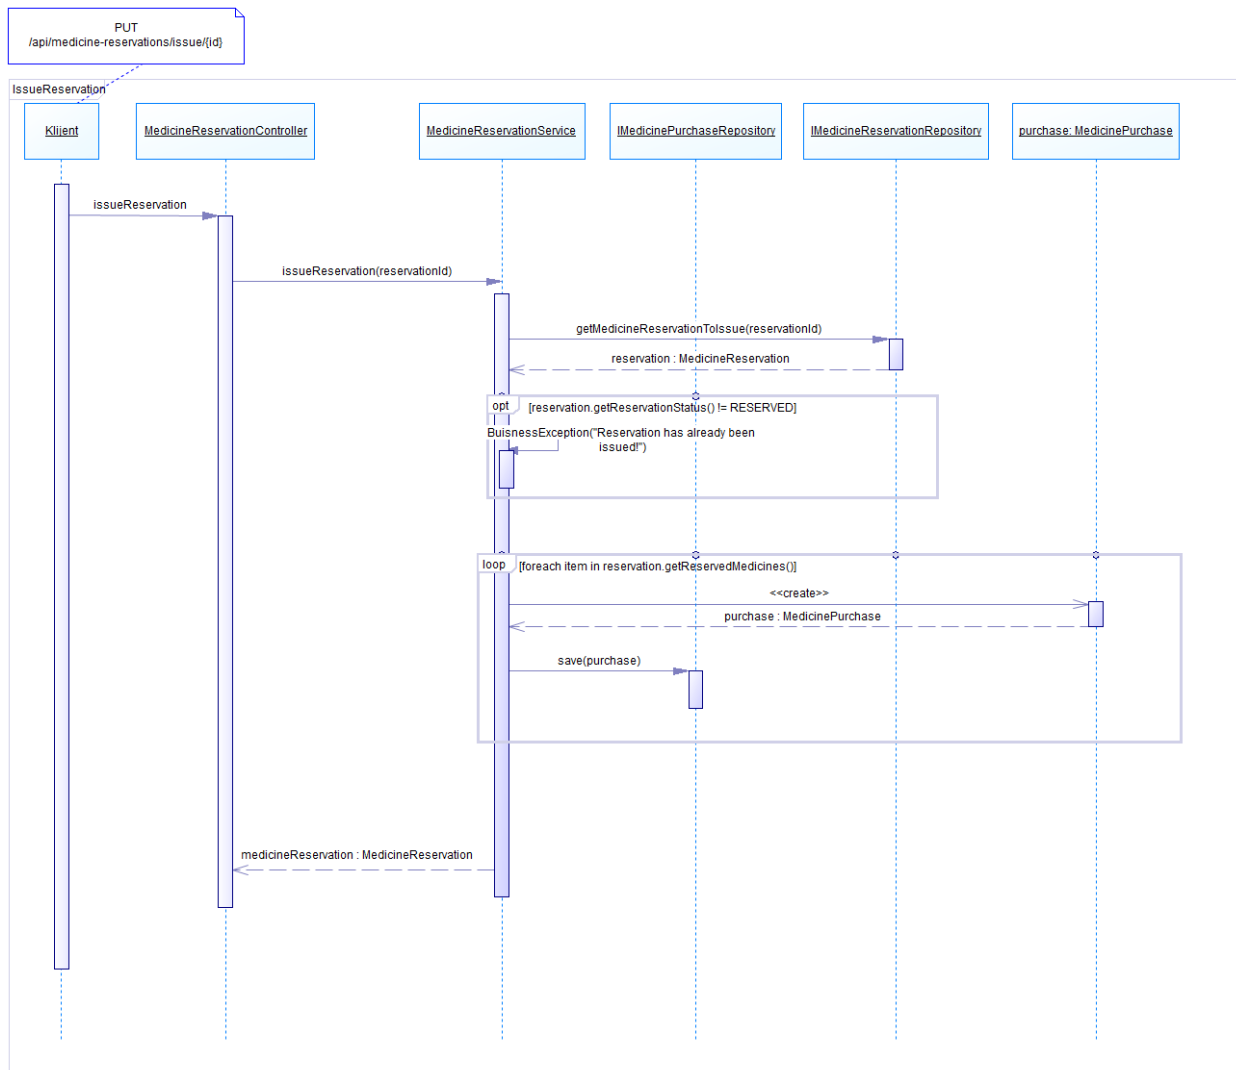 PUT
/api/medicine-reservations/issue/{id}
IssueReservation
Klijent
MedicineReservationController
MedicineReservationService
IMedicinePurchaseRepository
IMedicineReservationRepository
purchase: MedicinePurchase
issueReservation
issueReservation(reservationId)
getMedicineReservationToIssue(reservationId)
reservation : MedicineReservation
opt
[reservation.getReservationStatus() != RESERVED]
BuisnessException("Reservation has already been
issued!")
loop
[foreach item in reservation.getReservedMedicines()]
<<create>>
purchase : MedicinePurchase
save(purchase)
medicineReservation : MedicineReservation